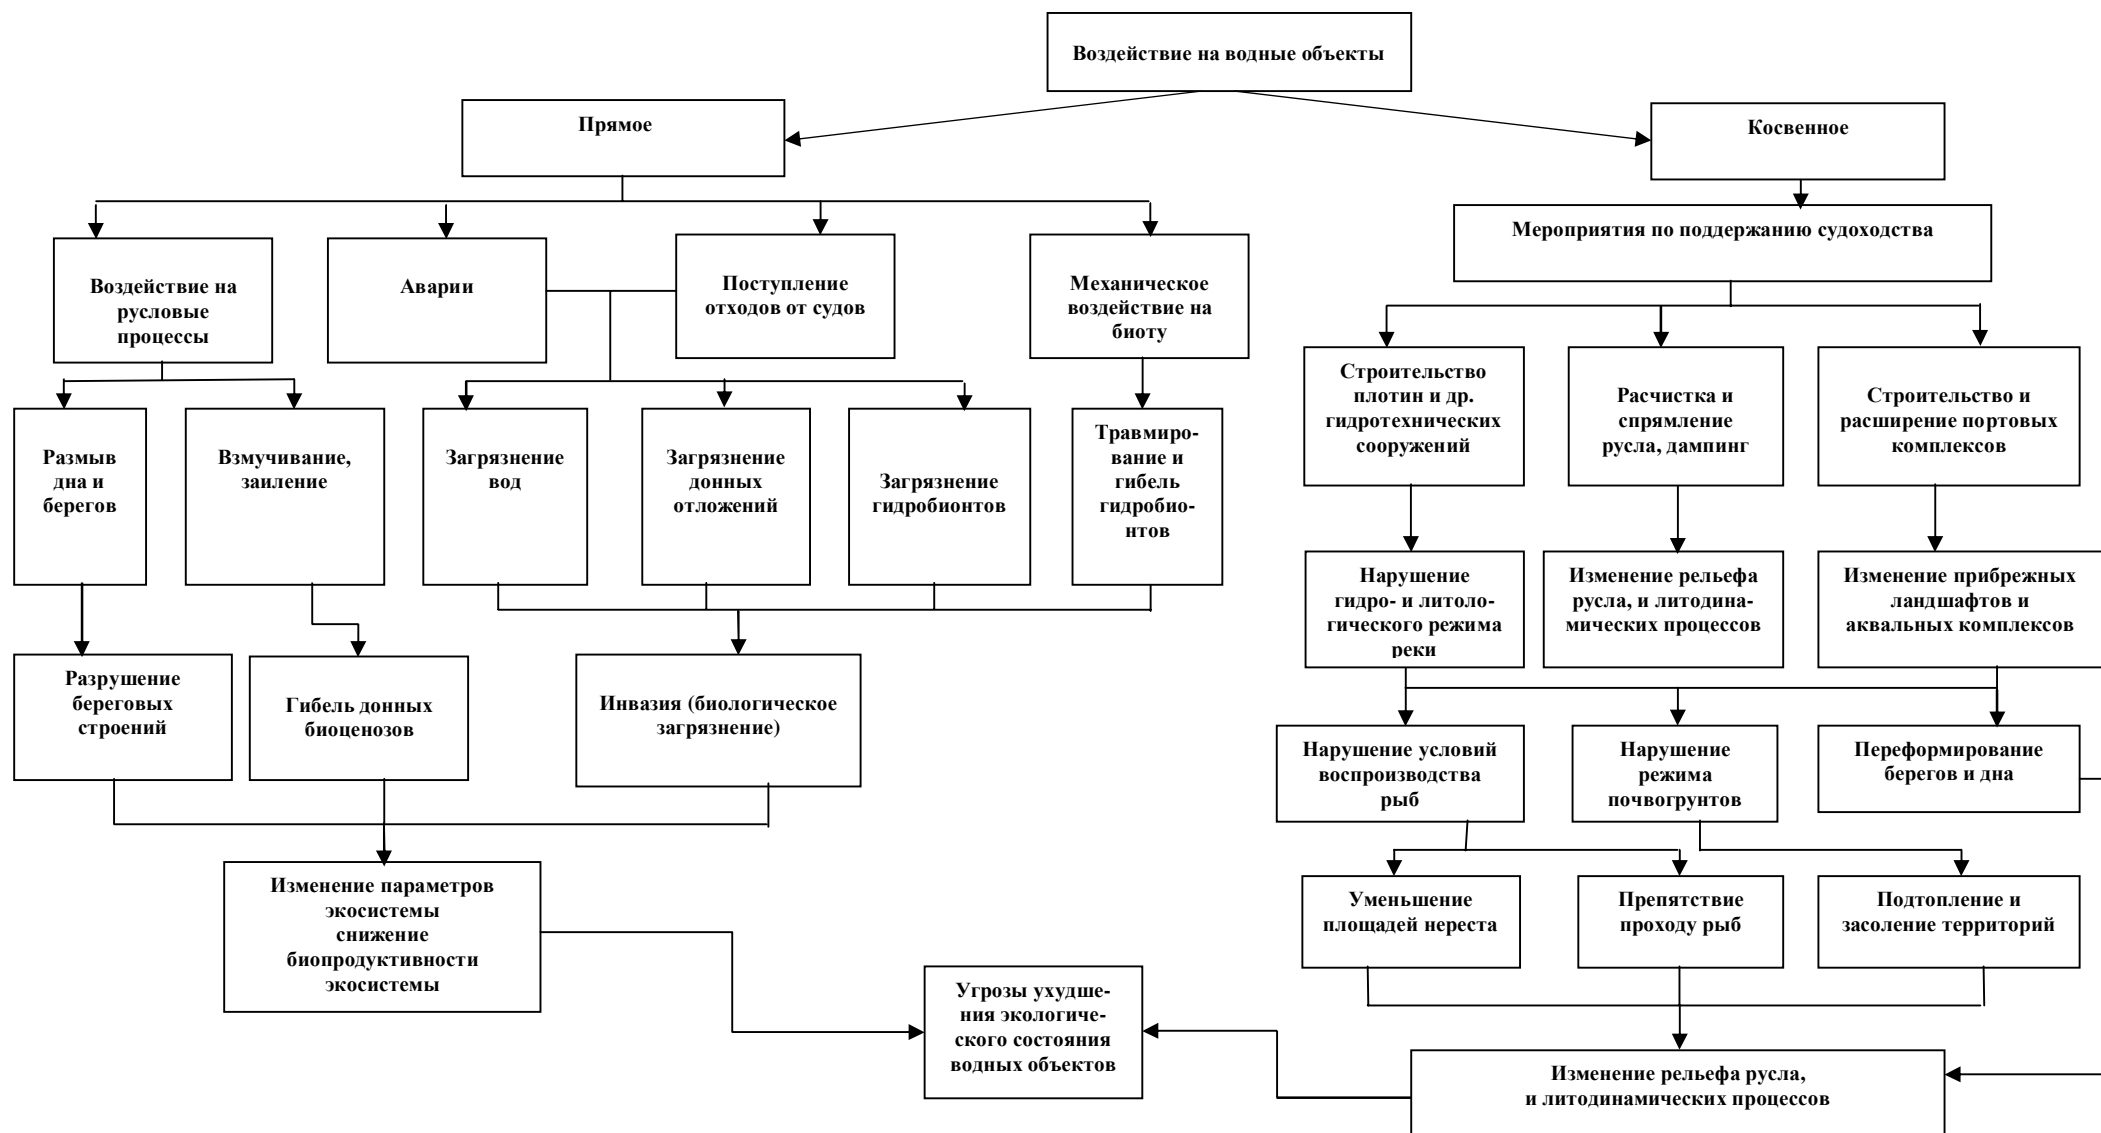 Воздействие на водные объекты
Прямое
Косвенное
Мероприятия по поддержанию судоходства
Воздействие на
русловые
процессы
Аварии
Поступление
отходов от судов
Механическое
воздействие на
биоту
Строительство
плотин и др.
гидротехнических
сооружений
Расчистка и
спрямление
русла, дампинг
Строительство и
расширение портовых
комплексов
Размыв
дна и
берегов
Взмучивание,
заиление
Загрязнение
вод
Загрязнение
донных
отложений
Загрязнение
гидробионтов
Травмиро-
вание и
гибель
гидробио-
нтов
Нарушение
гидро- и литоло-
гического режима
реки
Изменение рельефа
русла, и литодина-
мических процессов
Изменение прибрежных
ландшафтов и
аквальных комплексов
Разрушение
береговых
строений
Гибель донных
биоценозов
Инвазия (биологическое
загрязнение)
Нарушение условий
воспроизводства
рыб
Нарушение
режима
почвогрунтов
Переформирование
берегов и дна
Изменение параметров
экосистемы
снижение
биопродуктивности
экосистемы
Уменьшение
площадей нереста
Препятствие
проходу рыб
Подтопление и
засоление территорий
Угрозы ухудше-
ния экологиче-
ского состояния
водных объектов
Изменение рельефа русла,
и литодинамических процессов